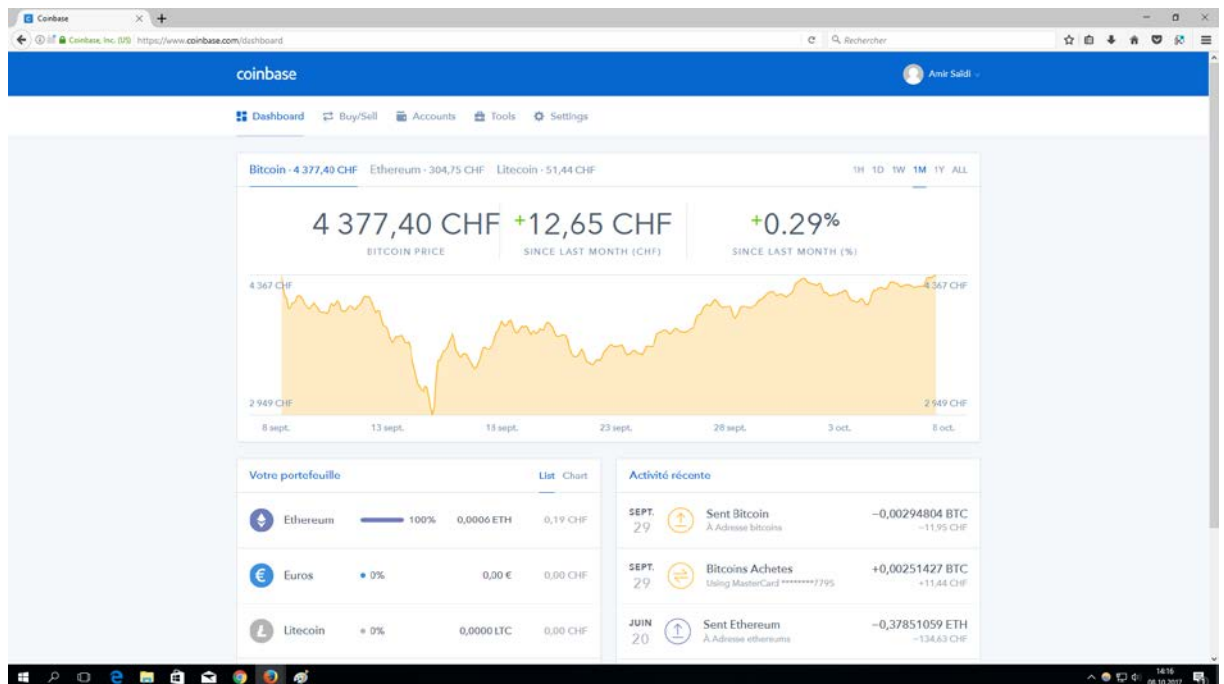 Coinbase
Coinbase, Inc. (US) https://www.coinbase.com/dashboard
Rechercher
coinbase
Amir Saïdi
Dashboard Buy/Sell Accounts Tools Settings
Bitcoin · 4 377,40 CHF Ethereum · 304,75 CHF Litecoin · 51,44 CHF
1H 1D 1W 1M 1Y ALL
4 377,40 CHF +12,65 CHF +0.29%
BITCOIN PRICE SINCE LAST MONTH (CHF) SINCE LAST MONTH (%)
4 367 CHF 4 367 CHF
2 949 CHF 2 949 CHF
8 sept. 13 sept. 18 sept. 23 sept. 28 sept. 3 oct. 8 oct.
Votre portefeuille List Chart
Ethereum 100% 0,0006 ETH 0,19 CHF
Euros 0% 0,00 € 0,00 CHF
Litecoin 0% 0,0000 LTC 0,00 CHF
Activité récente
SEPT. Sent Bitcoin −0,00294804 BTC
29 À Adresse bitcoins −11,95 CHF
SEPT. Bitcoins Achetes +0,00251427 BTC
29 Using MasterCard ********7795 +11,44 CHF
JUIN Sent Ethereum −0,37851059 ETH
20 À Adresse ethereums −134,63 CHF
14:16
08.10.2017